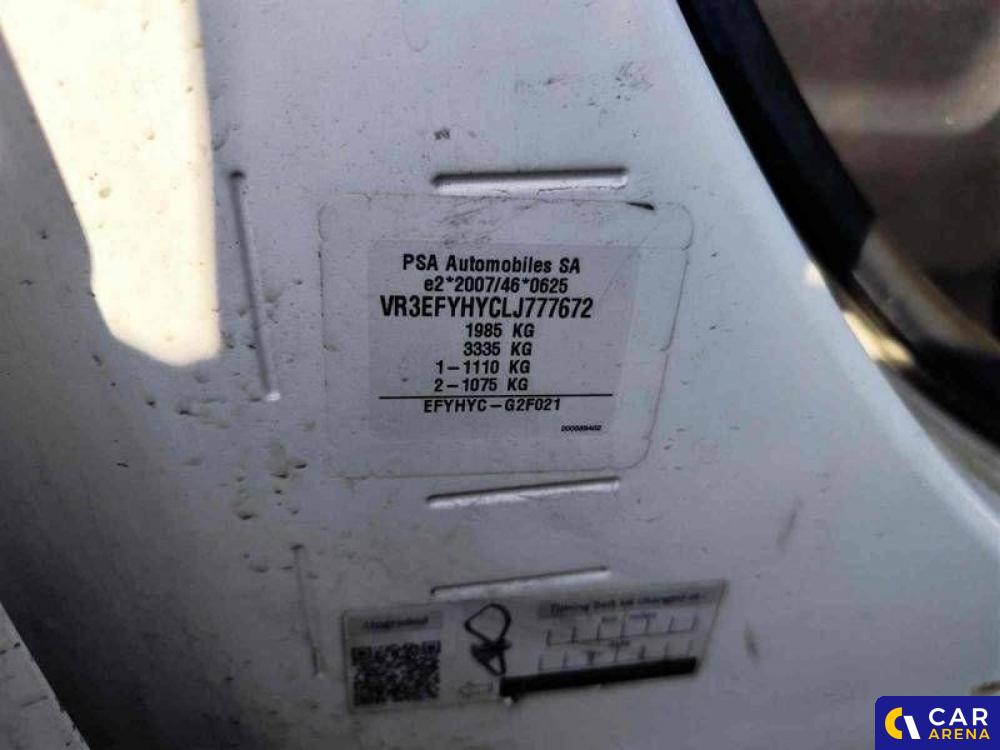 PSA Automobiles SA
e2*2007/46*0625
VR3EFYHYCLJ777672
1985 KG
3335 KG
1-1110 KG
2-1075 KG
EFYHYC-G2F021
CAR
ARENA